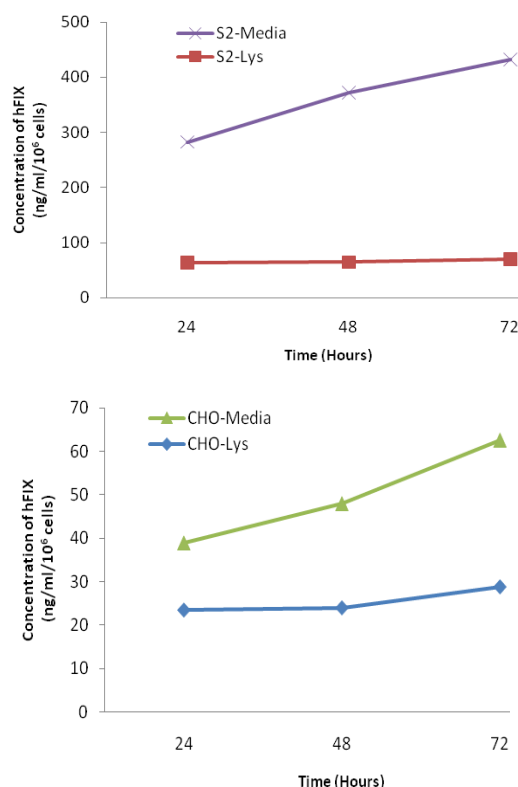 500
400
300
200
100
0
Concentration of hFIX
(ng/ml/10⁶ cells)
S2-Media
S2-Lys
24 48 72
Time (Hours)
70
60
50
40
30
20
10
0
Concentration of hFIX
(ng/ml/10⁶ cells)
CHO-Media
CHO-Lys
24 48 72
Time (Hours)